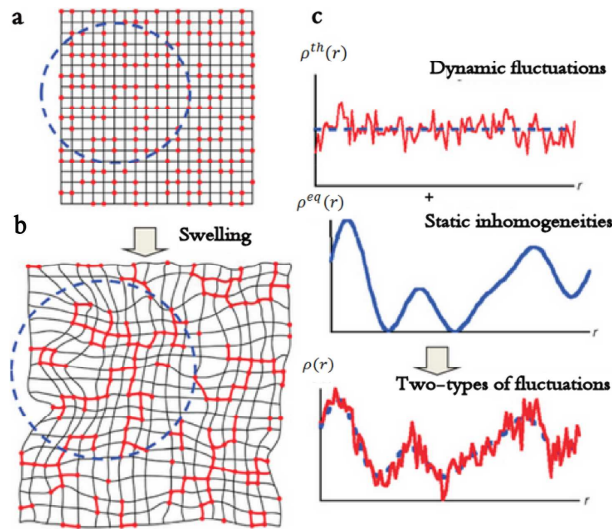 a
c
ρ^{th}(r)
Dynamic fluctuations
r
+
b
Swelling
ρ^{eq}(r)
Static inhomogeneities
r
ρ(r)
Two-types of fluctuations
r